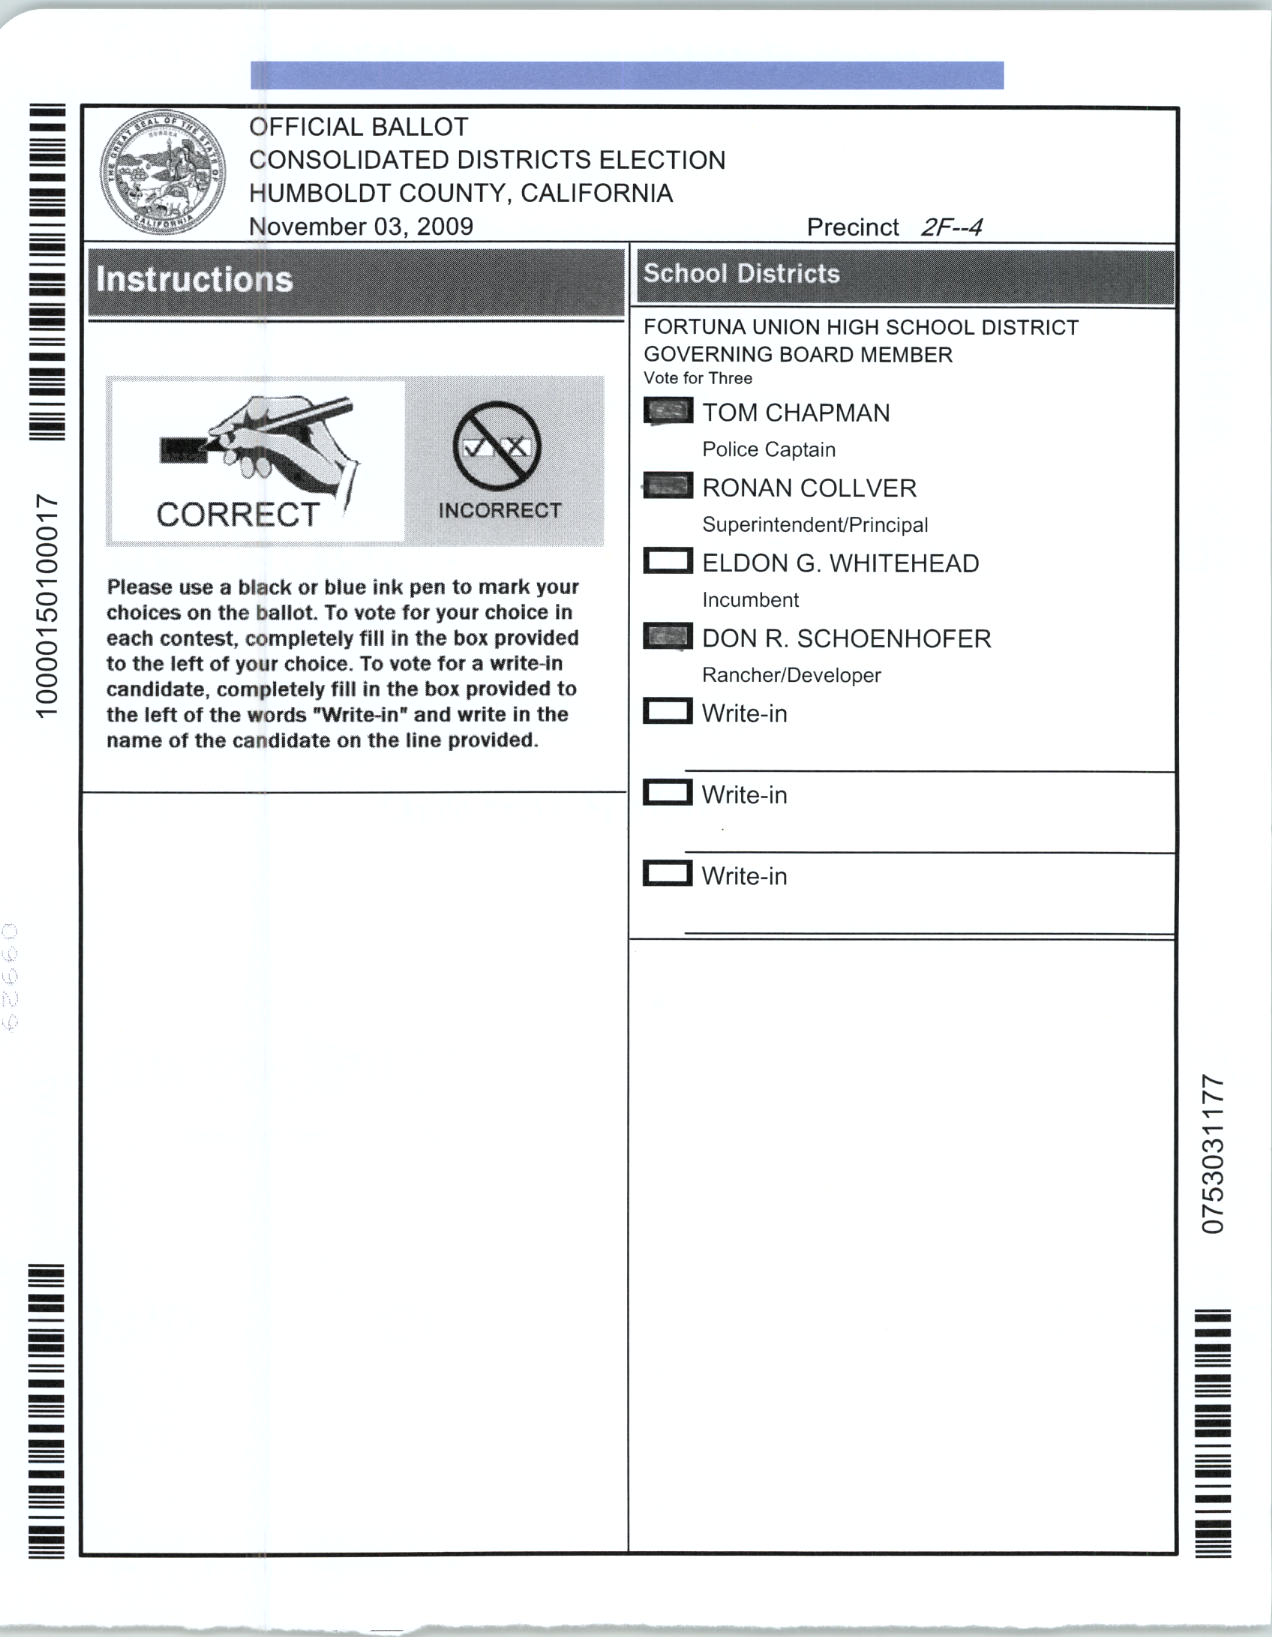 OFFICIAL BALLOT
CONSOLIDATED DISTRICTS ELECTION
HUMBOLDT COUNTY, CALIFORNIA
November 03, 2009 Precinct 2F--4
THE GREAT SEAL OF THE STATE OF CALIFORNIA
EUREKA
Instructions
CORRECT
INCORRECT
Please use a black or blue ink pen to mark your
choices on the ballot. To vote for your choice in
each contest, completely fill in the box provided
to the left of your choice. To vote for a write-in
candidate, completely fill in the box provided to
the left of the words "Write-in" and write in the
name of the candidate on the line provided.
School Districts
FORTUNA UNION HIGH SCHOOL DISTRICT
GOVERNING BOARD MEMBER
Vote for Three
TOM CHAPMAN
Police Captain
RONAN COLLVER
Superintendent/Principal
ELDON G. WHITEHEAD
Incumbent
DON R. SCHOENHOFER
Rancher/Developer
Write-in
Write-in
Write-in
10000150100017
0753031177